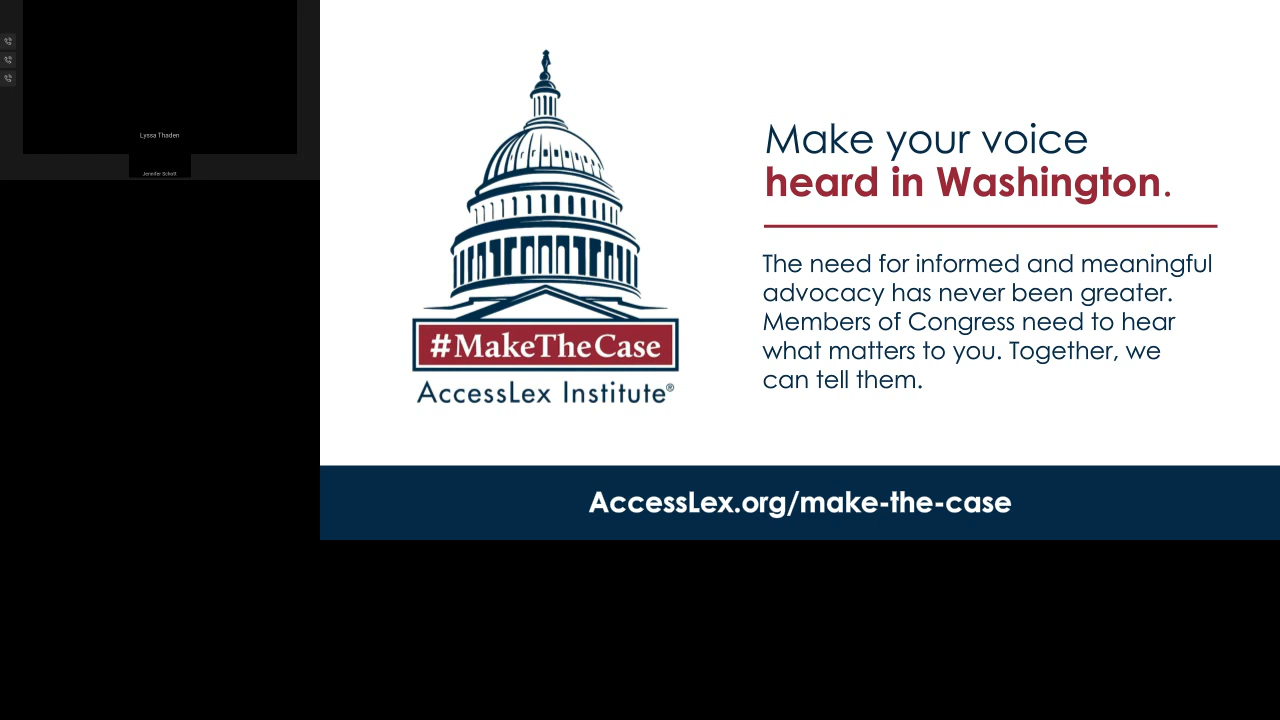 Lyssa Thaden
Jennifer Schott
Make your voice
heard in Washington.
The need for informed and meaningful
advocacy has never been greater.
Members of Congress need to hear
what matters to you. Together, we
can tell them.
#MakeTheCase
AccessLex Institute®
AccessLex.org/make-the-case